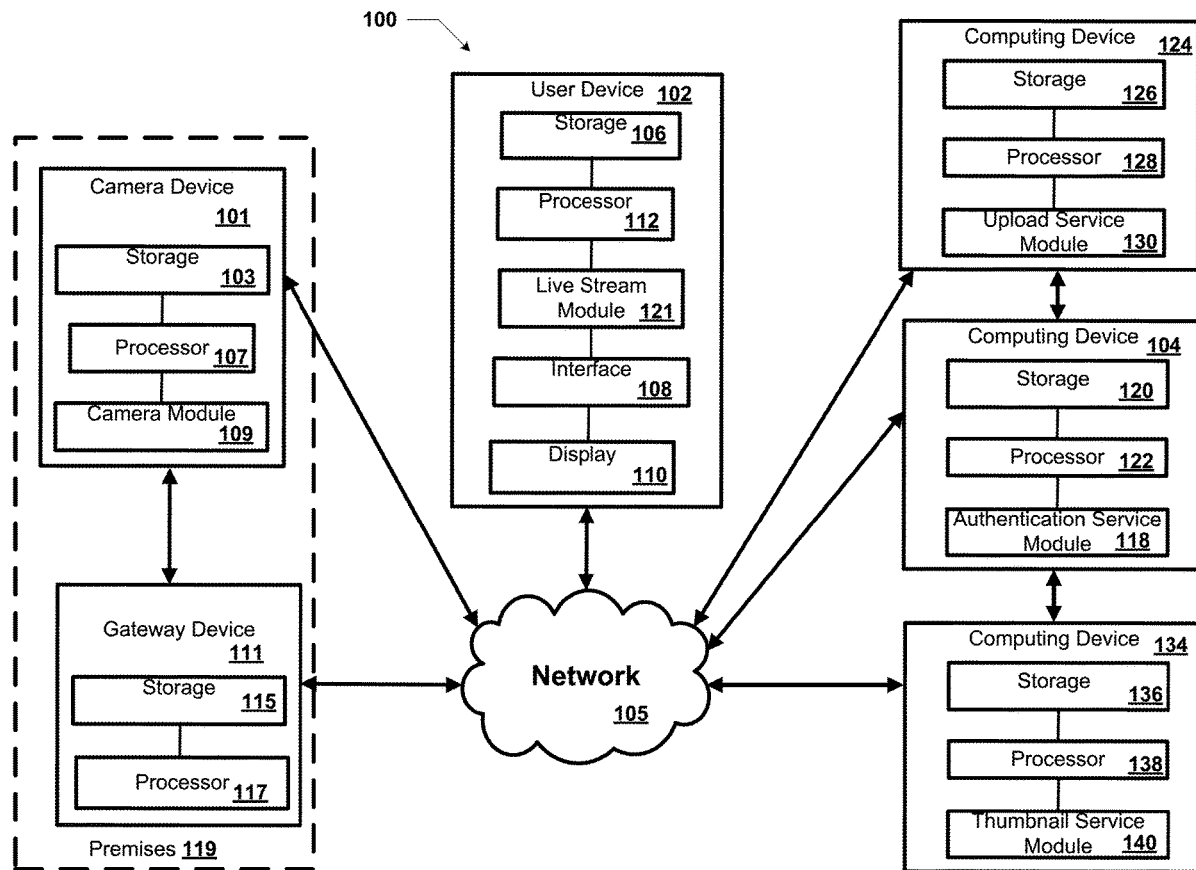 100
Premises 119
Camera Device
101
Storage
103
Processor
107
Camera Module
109
Gateway Device
111
Storage
115
Processor
117
User Device 102
Storage
106
Processor
112
Live Stream
Module 121
Interface
108
Display
110
Network
105
Computing Device 124
Storage
126
Processor
128
Upload Service
Module 130
Computing Device 104
Storage
120
Processor
122
Authentication Service
Module 118
Computing Device 134
Storage
136
Processor
138
Thumbnail Service
Module 140